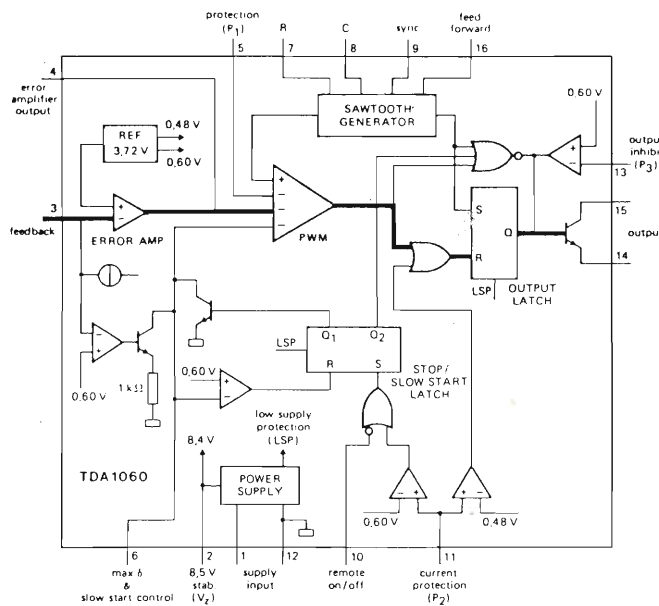 protection
(P1)
R
C
sync
feed
forward
5
7
8
9
16
4
error
amplifier
output
SAWTOOTH-
GENERATOR
0,60 V
REF
3,72 V
0,48 V
0,60 V
output
inhibi
(P3)
13
3
feedback
ERROR AMP
PWM
S
Q
R
15
output
14
LSP
OUTPUT
LATCH
0,60 V
1 kΩ
LSP
Q1
Q2
R
S
STOP/
SLOW START
LATCH
0,60 V
low supply
protection
(LSP)
8,4 V
TDA1060
POWER
SUPPLY
0,60 V
0,48 V
6
2
1
12
10
11
max δ
&
slow start control
8,5 V
stab.
(Vz)
supply
input
remote
on/off
current
protection
(P2)